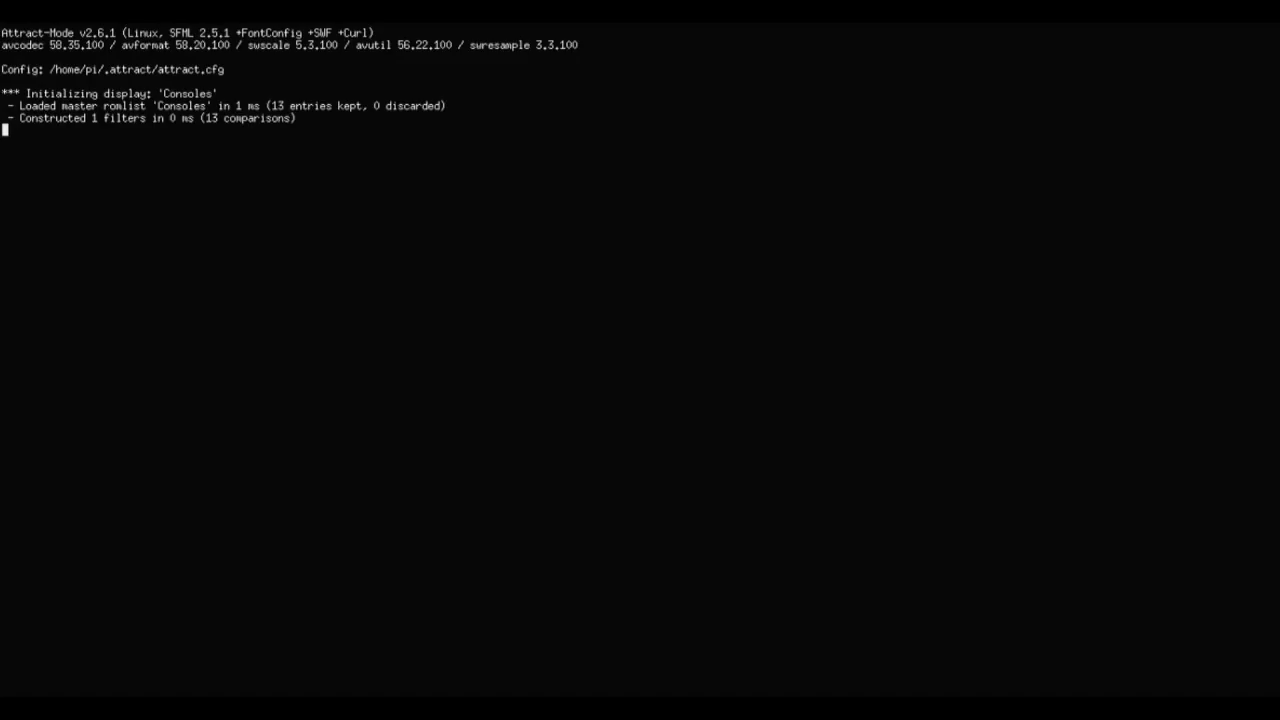 Attract-Mode v2.6.1 (Linux, SFML 2.5.1 +FontConfig +SWF +Curl)
avcodec 58.35.100 / avformat 58.20.100 / swscale 5.3.100 / avutil 56.22.100 / swresample 3.3.100
Config: /home/pi/.attract/attract.cfg
*** Initializing display: 'Consoles'
- Loaded master romlist 'Consoles' in 1 ms (13 entries kept, 0 discarded)
- Constructed 1 filters in 0 ms (13 comparisons)